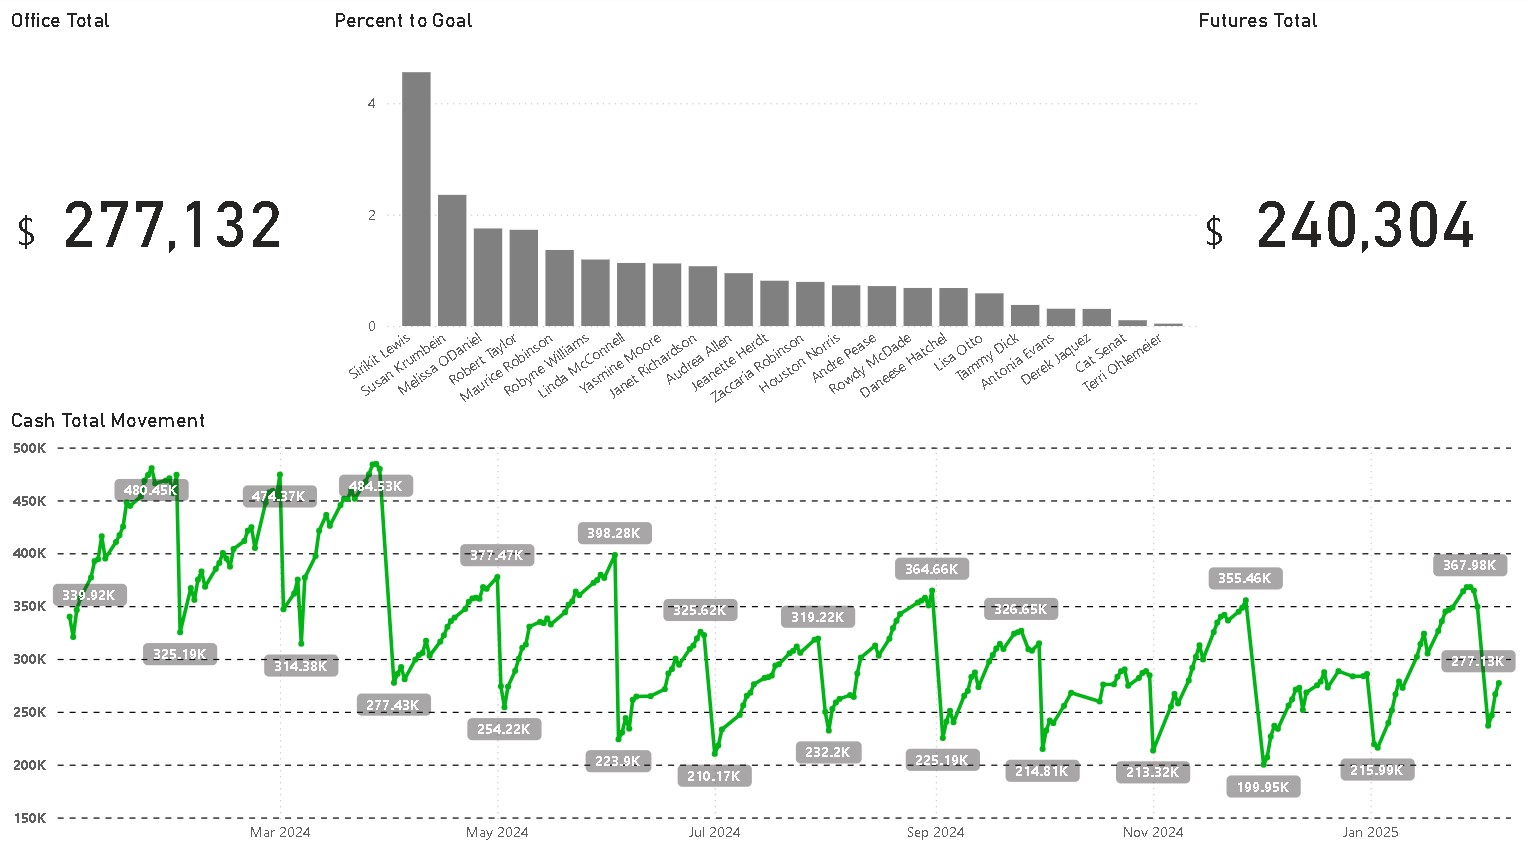 Office Total
Percent to Goal
Futures Total
$ 277,132
4
2
0
Sirikit Lewis
Susan Krumbein
Melissa ODaniel
Robert Taylor
Maurice Robinson
Robyne Williams
Linda McConnell
Yasmine Moore
Janet Richardson
Audrea Allen
Jeanette Herdt
Zaccaria Robinson
Houston Norris
Andre Pease
Rowdy McDade
Daneese Hatchel
Lisa Otto
Tammy Dick
Antonia Evans
Derek Jaquez
Cat Senat
Terri Ohlemeier
$ 240,304
Cash Total Movement
500K
450K
400K
350K
300K
250K
200K
150K
339.92K
480.45K
325.19K
474.37K
314.38K
484.53K
277.43K
377.47K
254.22K
398.28K
223.9K
325.62K
210.17K
319.22K
232.2K
364.66K
225.19K
326.65K
214.81K
213.32K
355.46K
199.95K
215.99K
367.98K
277.13K
Mar 2024
May 2024
Jul 2024
Sep 2024
Nov 2024
Jan 2025